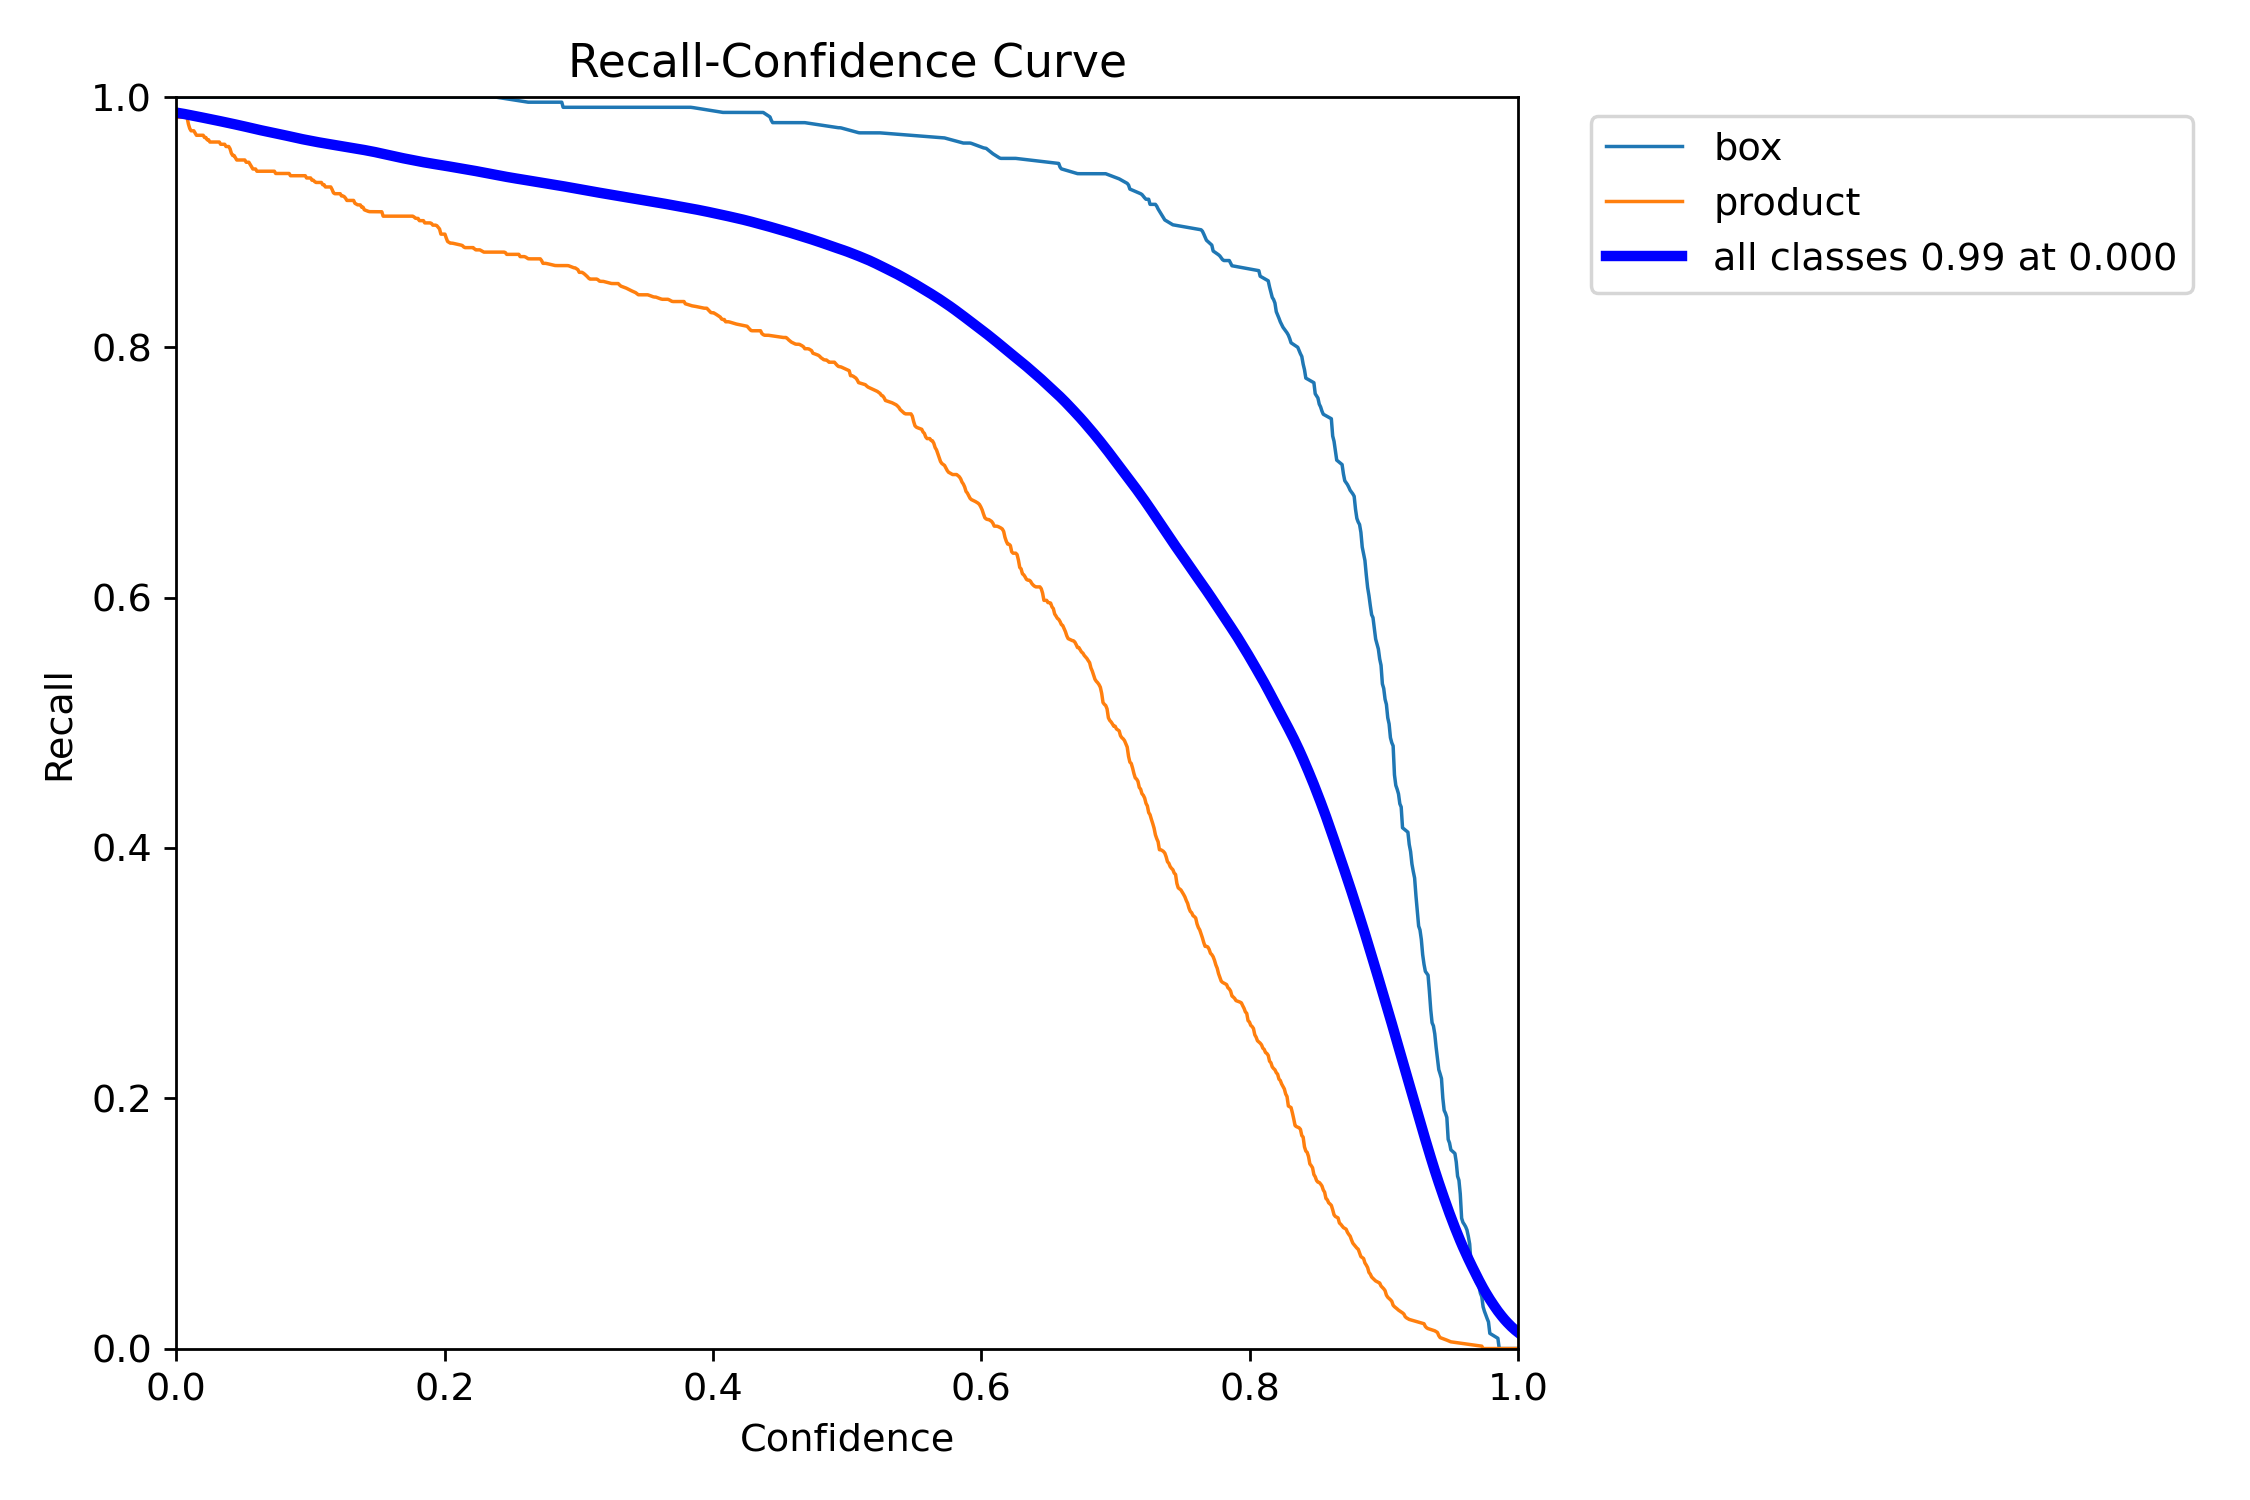 Recall-Confidence Curve
1.0
0.8
0.6
0.4
0.2
0.0
Recall
0.0 0.2 0.4 0.6 0.8 1.0
Confidence
box
product
all classes 0.99 at 0.000